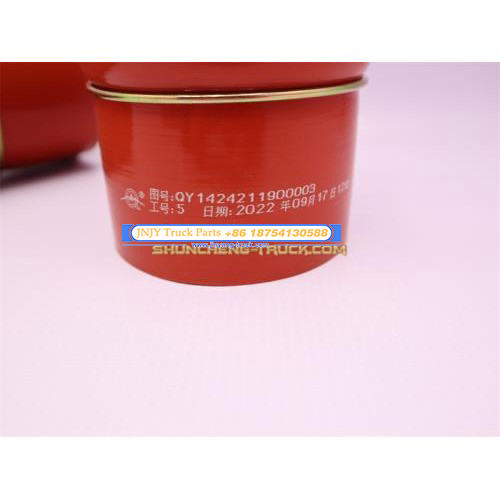 图号:QY1424211900003
工号:5 日期:2022 年09月17日
JNJY Truck Parts +86 18754130588
SHUNCHENG-TRUCK.COM